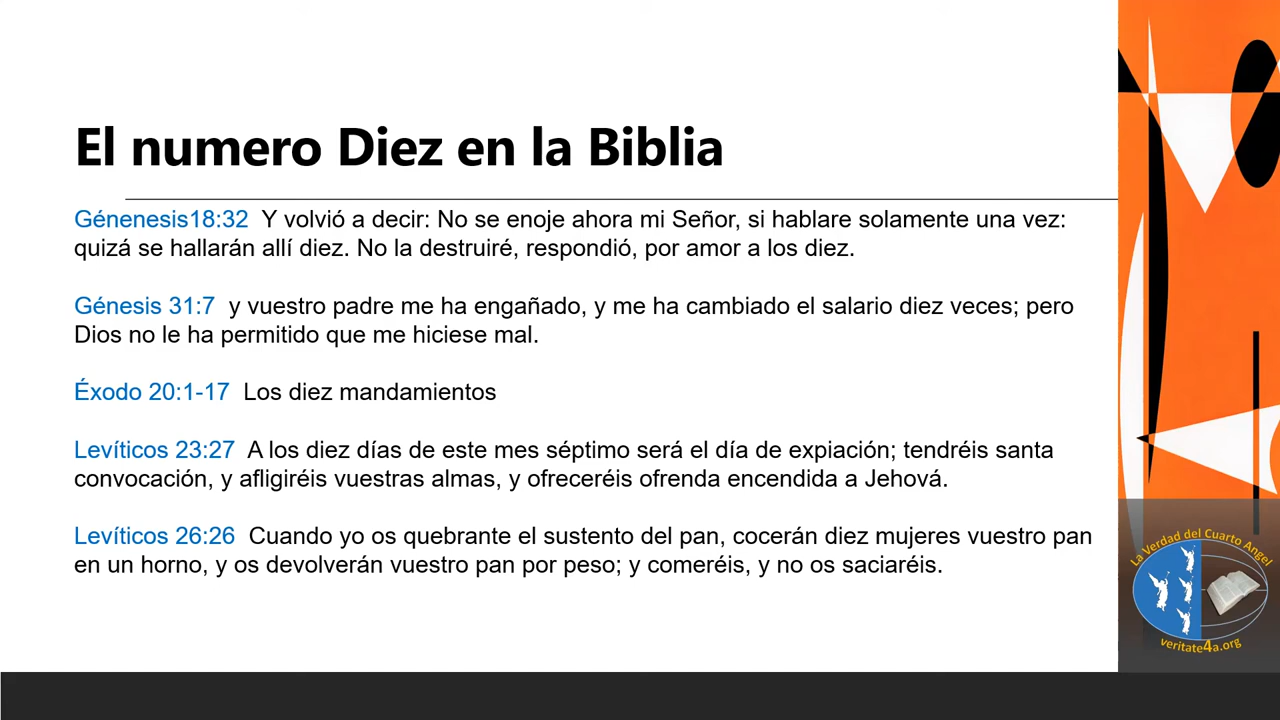 El numero Diez en la Biblia
Génenesis18:32 Y volvió a decir: No se enoje ahora mi Señor, si hablare solamente una vez:
quizá se hallarán allí diez. No la destruiré, respondió, por amor a los diez.
Génesis 31:7 y vuestro padre me ha engañado, y me ha cambiado el salario diez veces; pero
Dios no le ha permitido que me hiciese mal.
Éxodo 20:1-17 Los diez mandamientos
Levíticos 23:27 A los diez días de este mes séptimo será el día de expiación; tendréis santa
convocación, y afligiréis vuestras almas, y ofreceréis ofrenda encendida a Jehová.
Levíticos 26:26 Cuando yo os quebrante el sustento del pan, cocerán diez mujeres vuestro pan
en un horno, y os devolverán vuestro pan por peso; y comeréis, y no os saciaréis.
La Verdad del Cuarto Angel
veritate4a.org